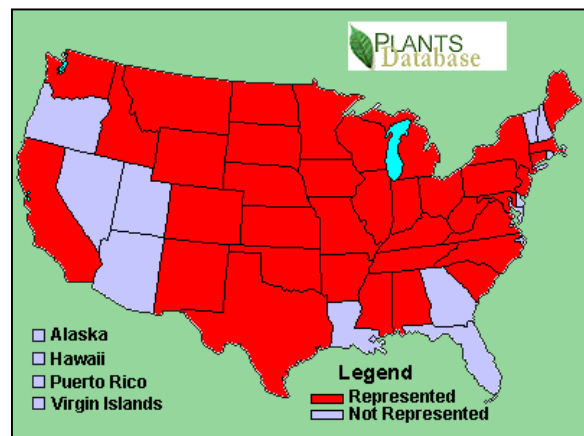 PLANTS
Database
Alaska
Hawaii
Puerto Rico
Virgin Islands
Legend
Represented
Not Represented